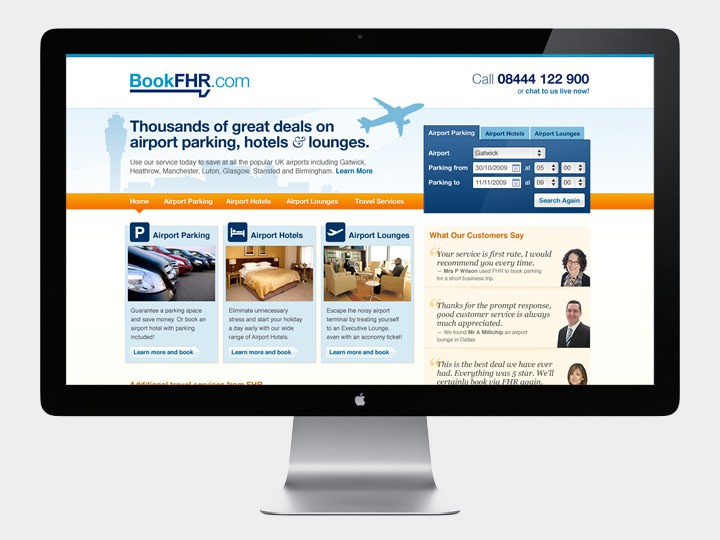 BookFHR.com
Call 08444 122 900
or chat to us live now!
Thousands of great deals on
airport parking, hotels & lounges.
Use our service today to save at all the popular UK airports including Gatwick,
Heathrow, Manchester, Luton, Glasgow, Stansted and Birmingham. Learn More
Airport Parking Airport Hotels Airport Lounges
Airport Gatwick
Parking from 30/10/2009 at 05 00
Parking to 11/11/2009 at 09 00
Search Again
Home Airport Parking Airport Hotels Airport Lounges Travel Services
P Airport Parking
Guarantee a parking space
and save money Or book an
airport hotel with parking
included!
Learn more and book
Airport Hotels
Eliminate unnecessary
stress and start your holiday
a day early with our wide
range of Airport Hotels.
Learn more and book
Airport Lounges
Escape the noisy airport
terminal by treating yourself
to an Executive Lounge,
even with an economy ticket!
Learn more and book
What Our Customers Say
“Your service is first rate, I would
recommend you every time.
— Mrs P Wilson used FHR to book parking
for a short business trip.
“Thanks for the prompt response,
good customer service is always
much appreciated.
— We found Mr A Millichip an airport
lounge in Dallas
“This is the best deal we have ever
had. Everything was 5 star. We'll
certainly book via FHR again.
Additional travel services from FHR